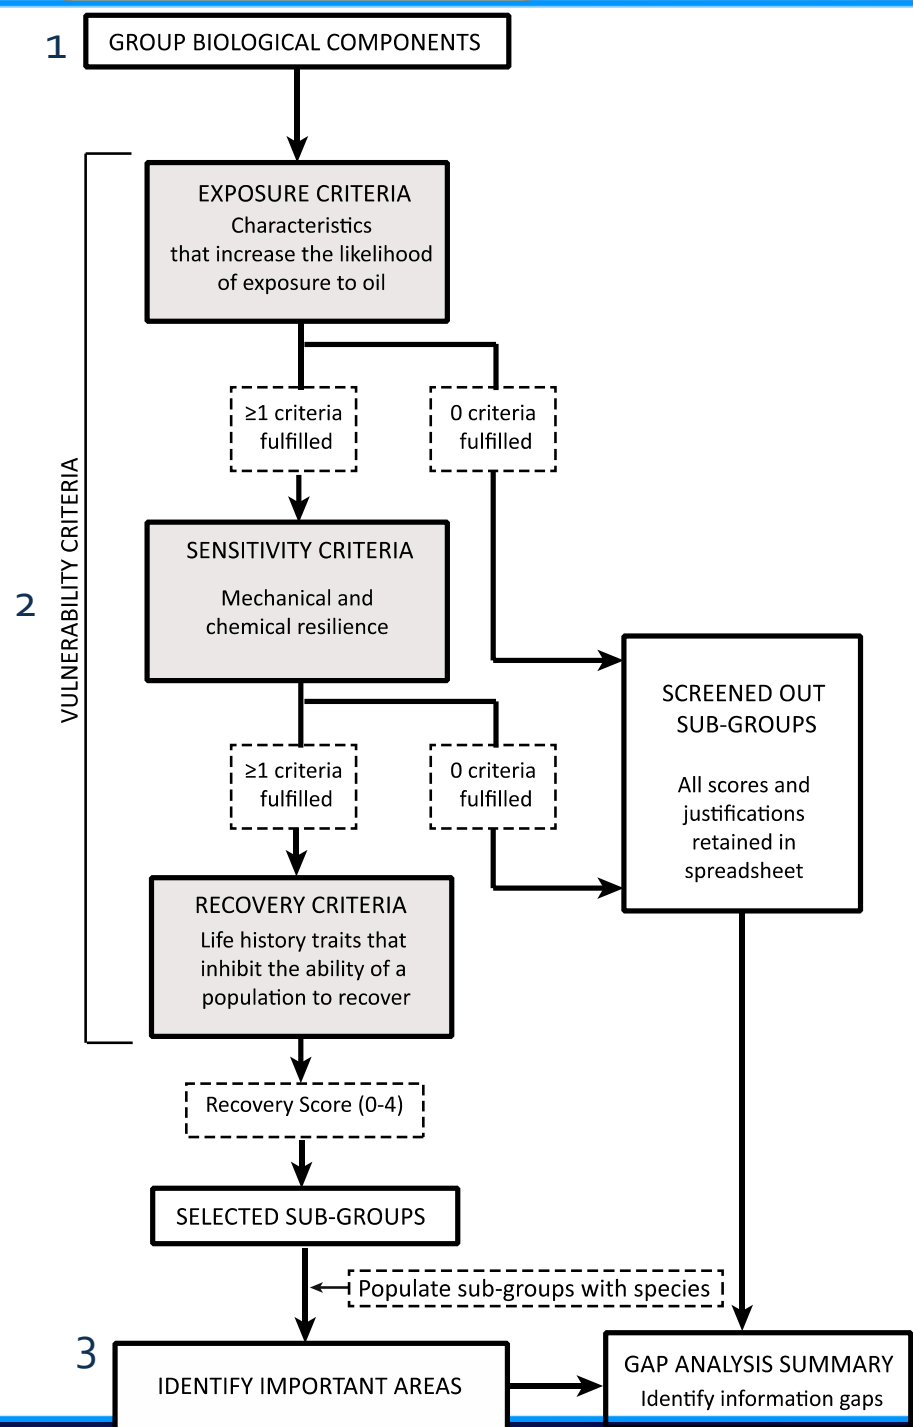 1
GROUP BIOLOGICAL COMPONENTS
EXPOSURE CRITERIA
Characteristics
that increase the likelihood
of exposure to oil
≥1 criteria
fulfilled
0 criteria
fulfilled
2
VULNERABILITY CRITERIA
SENSITIVITY CRITERIA
Mechanical and
chemical resilience
≥1 criteria
fulfilled
0 criteria
fulfilled
SCREENED OUT
SUB-GROUPS
All scores and
justifications
retained in
spreadsheet
RECOVERY CRITERIA
Life history traits that
inhibit the ability of a
population to recover
Recovery Score (0-4)
SELECTED SUB-GROUPS
Populate sub-groups with species
3
IDENTIFY IMPORTANT AREAS
GAP ANALYSIS SUMMARY
Identify information gaps